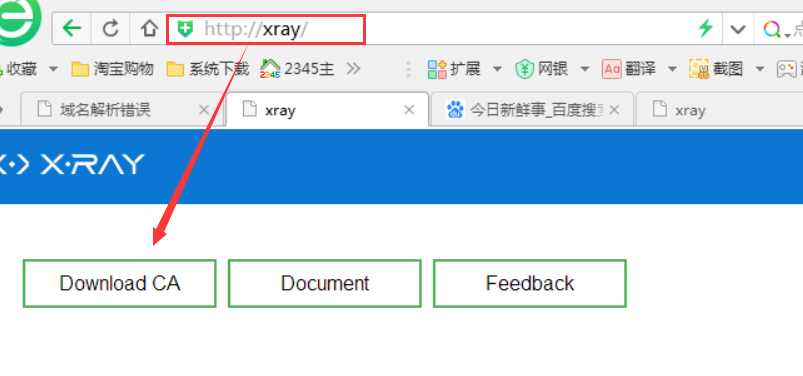 http://xray/
收藏 淘宝购物 系统下载 2345主 扩展 网银 Aa 翻译 截图
域名解析错误 xray 今日新鲜事_百度搜 xray
X·RAY
Download CA Document Feedback